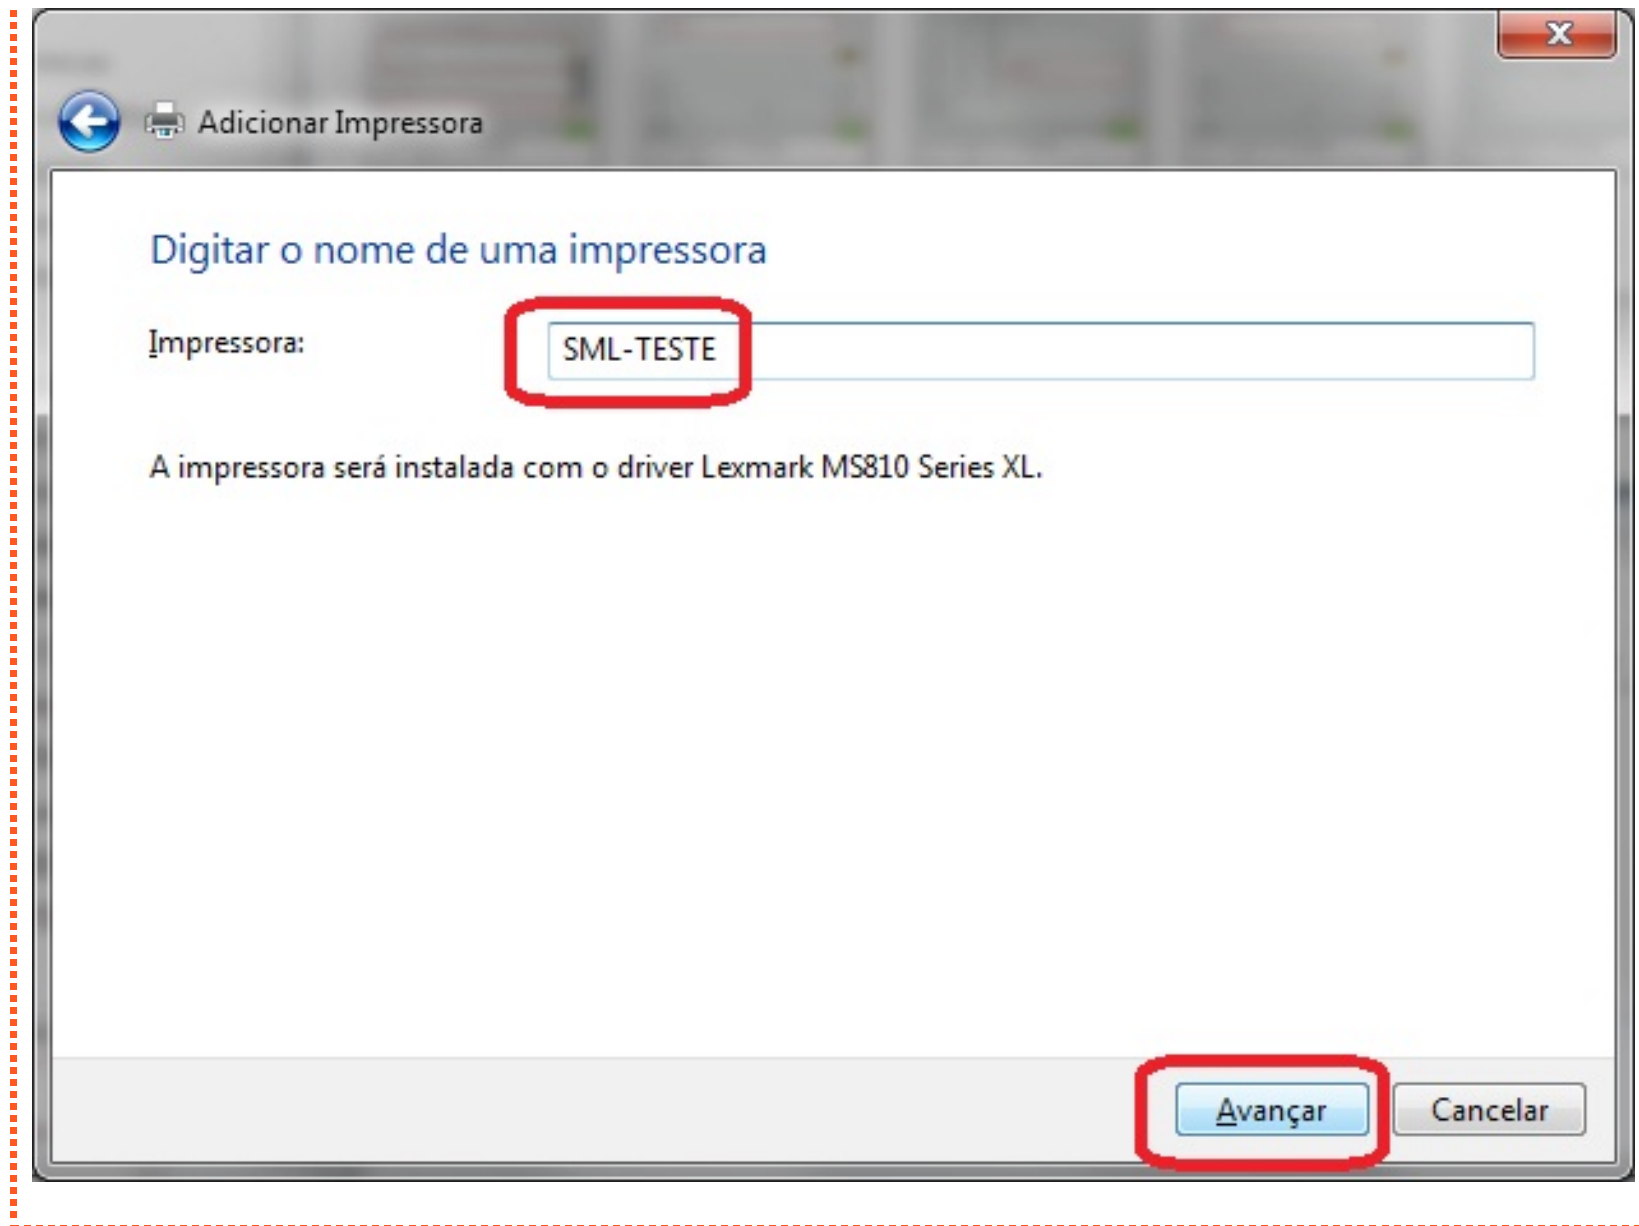 Adicionar Impressora
Digitar o nome de uma impressora
Impressora: SML-TESTE
A impressora será instalada com o driver Lexmark MS810 Series XL.
Avançar Cancelar